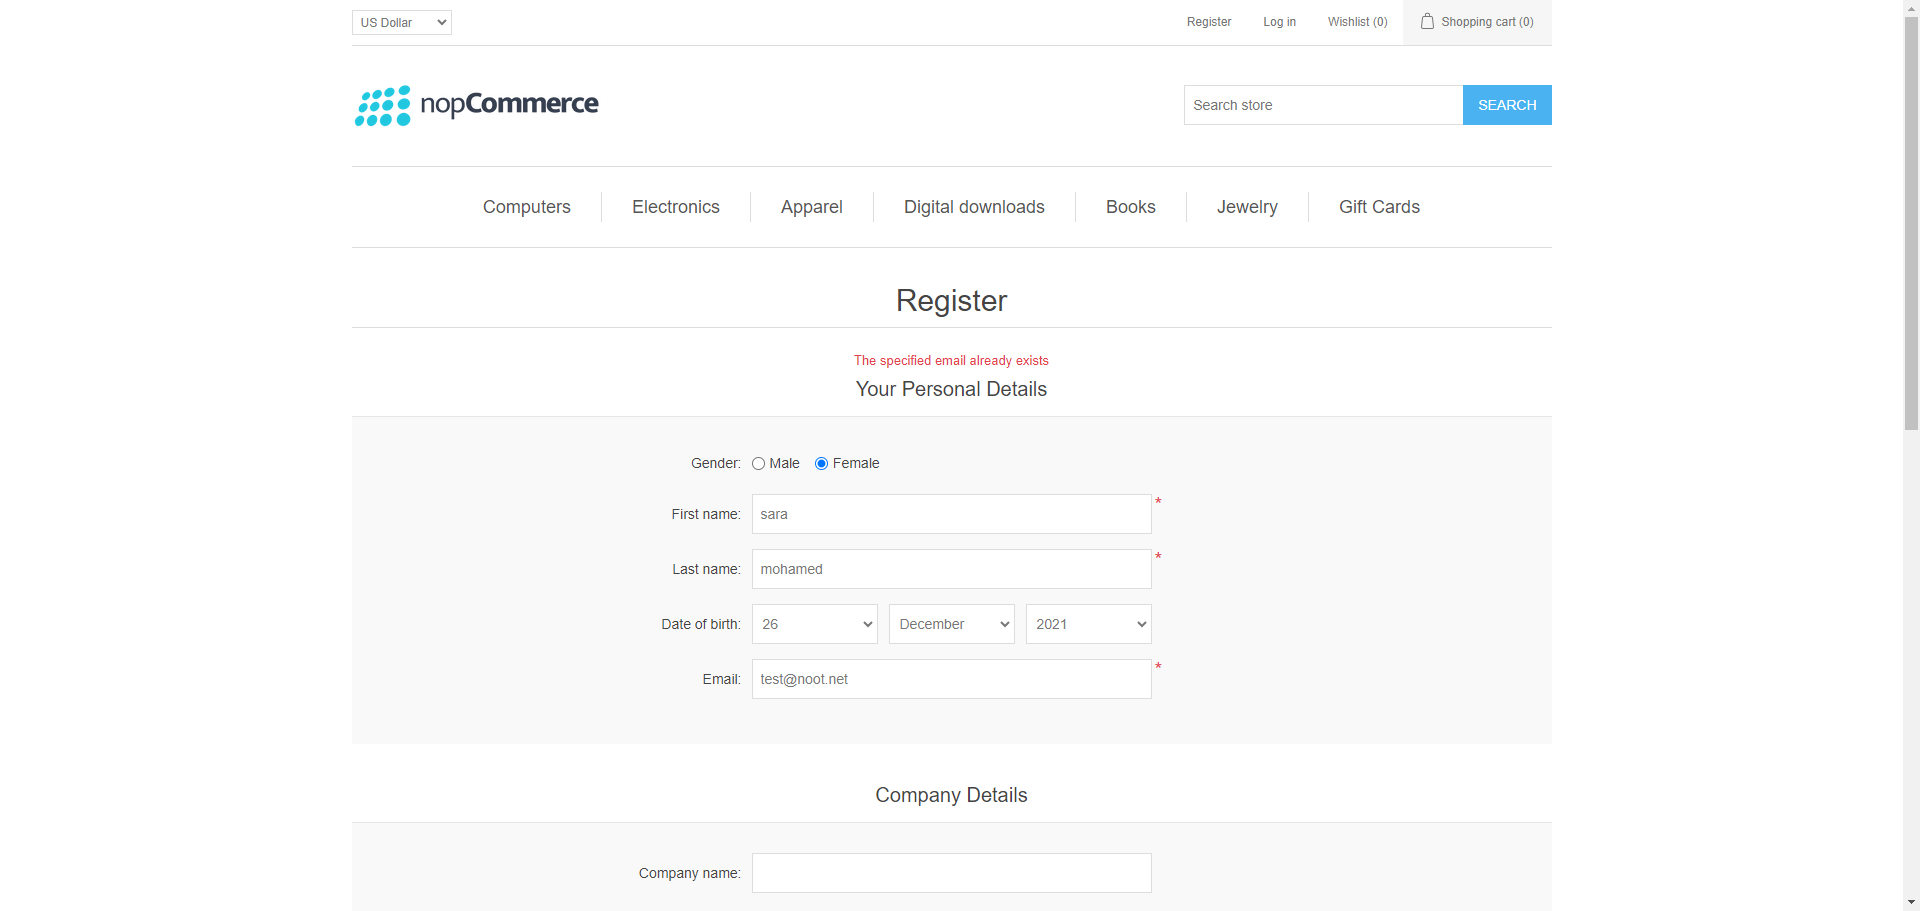 US Dollar Register Log in Wishlist (0) Shopping cart (0)
nopCommerce Search store SEARCH
Computers Electronics Apparel Digital downloads Books Jewelry Gift Cards
Register
The specified email already exists
Your Personal Details
Gender: Male Female
First name: sara *
Last name: mohamed *
Date of birth: 26 December 2021
Email: test@noot.net *
Company Details
Company name: